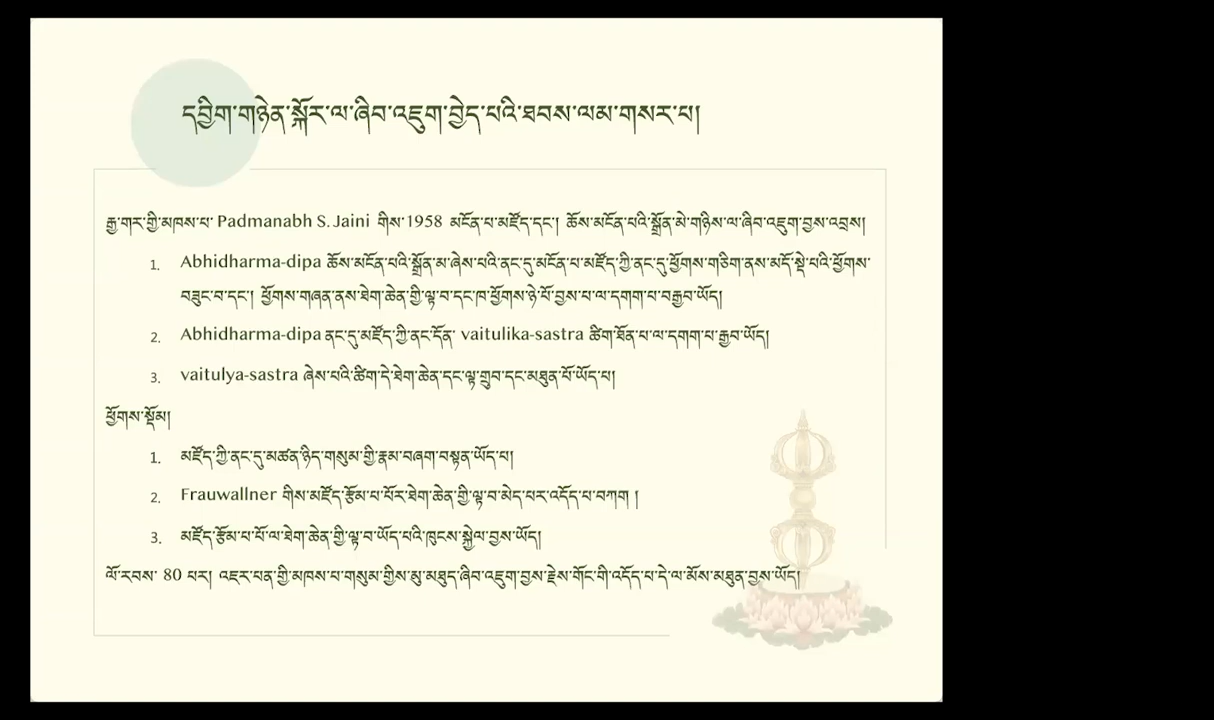 དབྱིག་གཉེན་སྐོར་ལ་ཞིབ་འཇུག་བྱེད་པའི་ཐབས་ལམ་གསར་པ།
རྒྱ་གར་གྱི་མཁས་པ་ Padmanabh S. Jaini གིས་ 1958 མངོན་པ་མཛོད་དང་། ཆོས་མངོན་པའི་སྒྲོན་མེ་གཉིས་ལ་ཞིབ་འཇུག་བྱས་འབྲས།
1. Abhidharma-dipa ཆོས་མངོན་པའི་སྒྲོན་མ་ཞེས་པའི་ནང་དུ་མངོན་པ་མཛོད་ཀྱི་ནང་དུ་ཕྱོགས་གཅིག་ནས་མདོ་སྡེ་པའི་ཕྱོགས་
བཟུང་བ་དང་། ཕྱོགས་གཞན་ནས་ཐེག་ཆེན་གྱི་ལྟ་བ་དང་ཁ་ཕྱོགས་ཉེ་པོ་བྱས་པ་ལ་དགག་པ་བརྒྱབ་ཡོད།
2. Abhidharma-dipa ནང་དུ་མཛོད་ཀྱི་ནང་དོན་ vaitulika-sastra ཚིག་ཐོན་པ་ལ་དགག་པ་རྒྱབ་ཡོད།
3. vaitulya-sastra ཞེས་པའི་ཚིག་དེ་ཐེག་ཆེན་དང་ལྟ་གྲུབ་དང་མཐུན་པོ་ཡོད་པ།
ཕྱོགས་སྡོམ།
1. མཛོད་ཀྱི་ནང་དུ་མཚན་ཉིད་གསུམ་གྱི་རྣམ་བཞག་བསྟན་ཡོད་པ།
2. Frauwallner གིས་མཛོད་རྩོམ་པ་པོར་ཐེག་ཆེན་གྱི་ལྟ་བ་མེད་པར་འདོད་པ་བཀག །
3. མཛོད་རྩོམ་པ་པོ་ལ་ཐེག་ཆེན་གྱི་ལྟ་བ་ཡོད་པའི་ཁུངས་སྐྱེལ་བྱས་ཡོད།
ལོ་རབས་ 80 པར། འཇར་པན་གྱི་མཁས་པ་གསུམ་གྱིས་མུ་མཐུད་ཞིབ་འཇུག་བྱས་རྗེས་གོང་གི་འདོད་པ་དེ་ལ་མོས་མཐུན་བྱས་ཡོད།